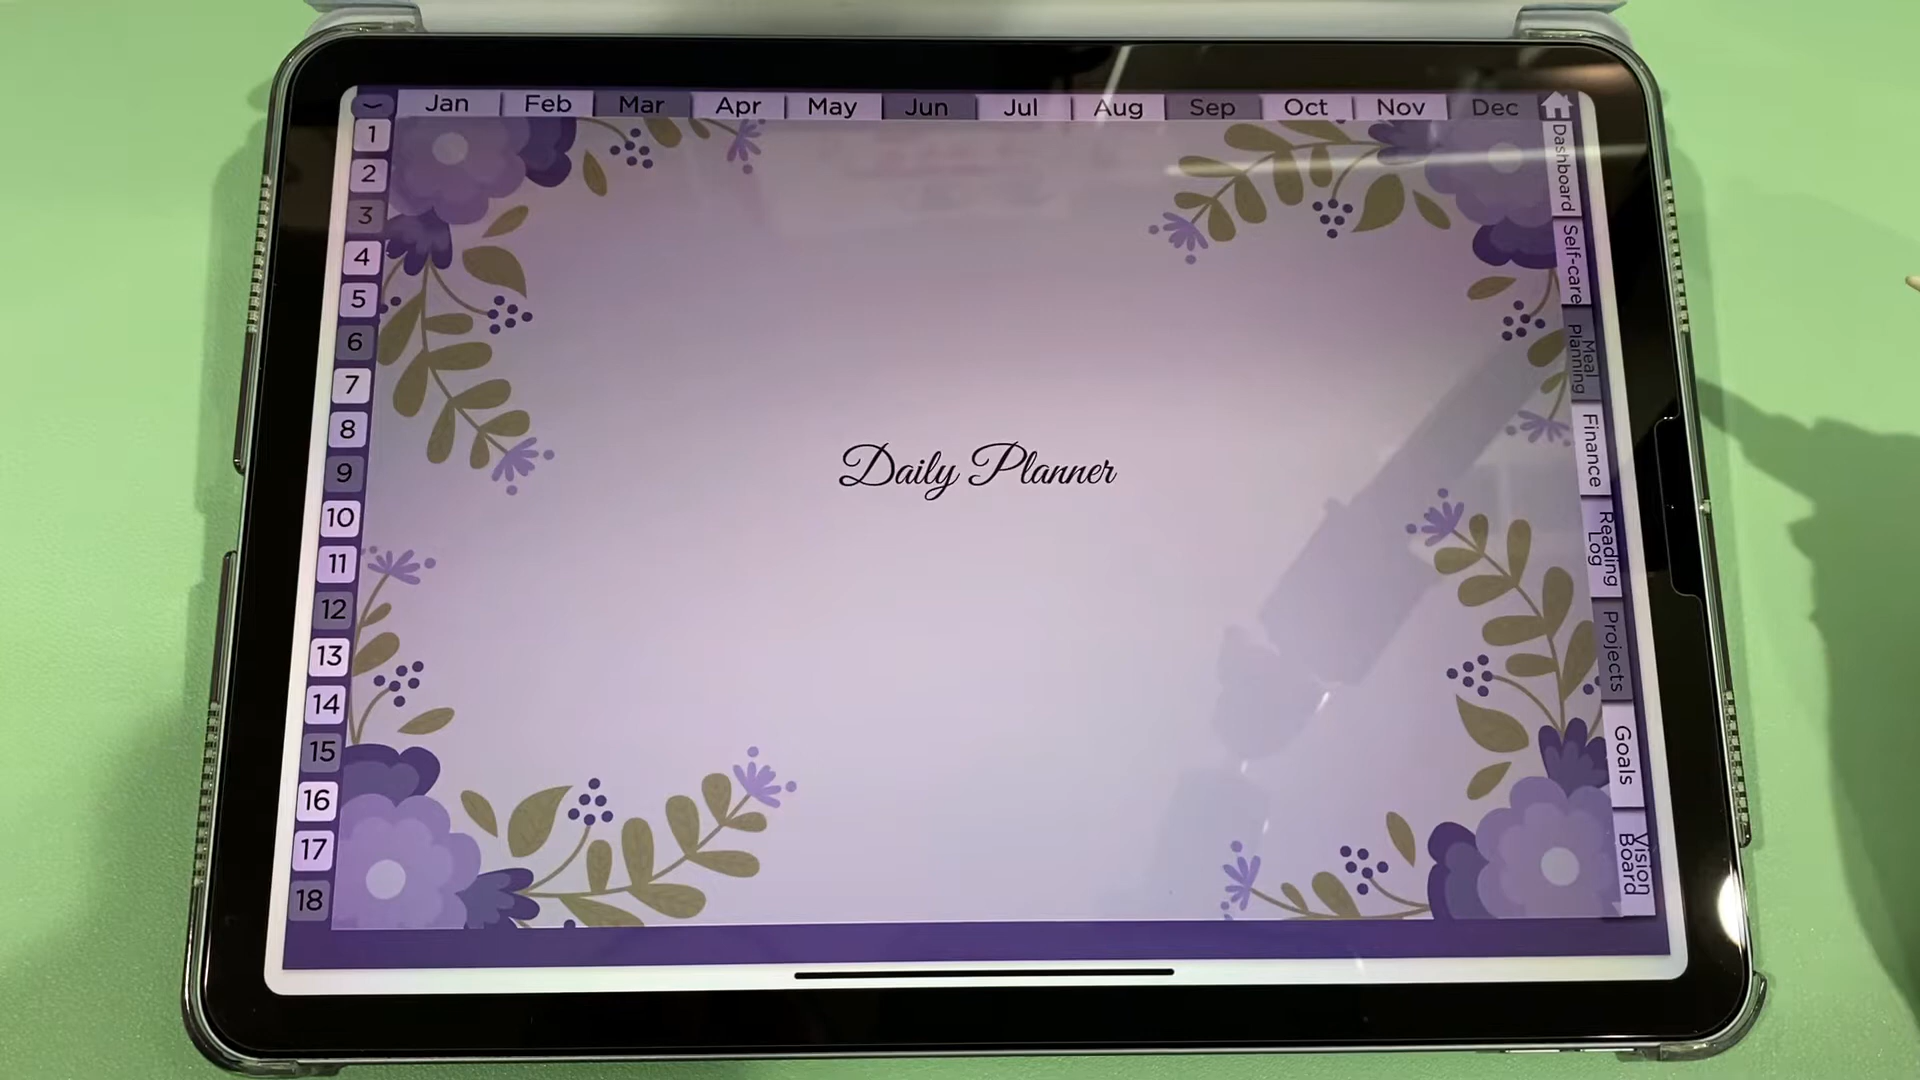 Jan Feb Mar Apr May Jun Jul Aug Sep Oct Nov Dec
1
2
3
4
5
6
7
8
9
10
11
12
13
14
15
16
17
18
Daily Planner
Dashboard
Self-care
Meal
Planning
Finance
Reading
Log
Projects
Goals
Vision
Board